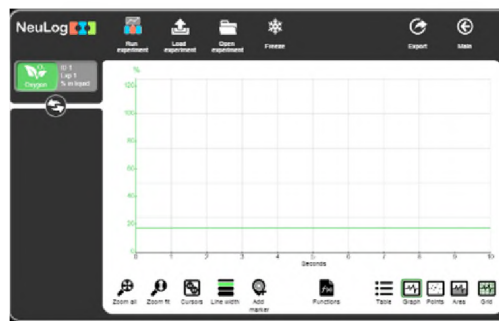 NeuLog
Run experiment
Load experiment
Open experiment
Freeze
Export
Main
Oxygen
ID 1
Exp 1
% in liquid
%
120
100
80
60
40
20
0
0 1 2 3 4 5 6 7 8 9 10
Seconds
Zoom all
Zoom fit
Cursors
Line width
Add marker
Functions
Table
Graph
Points
Area
Grid